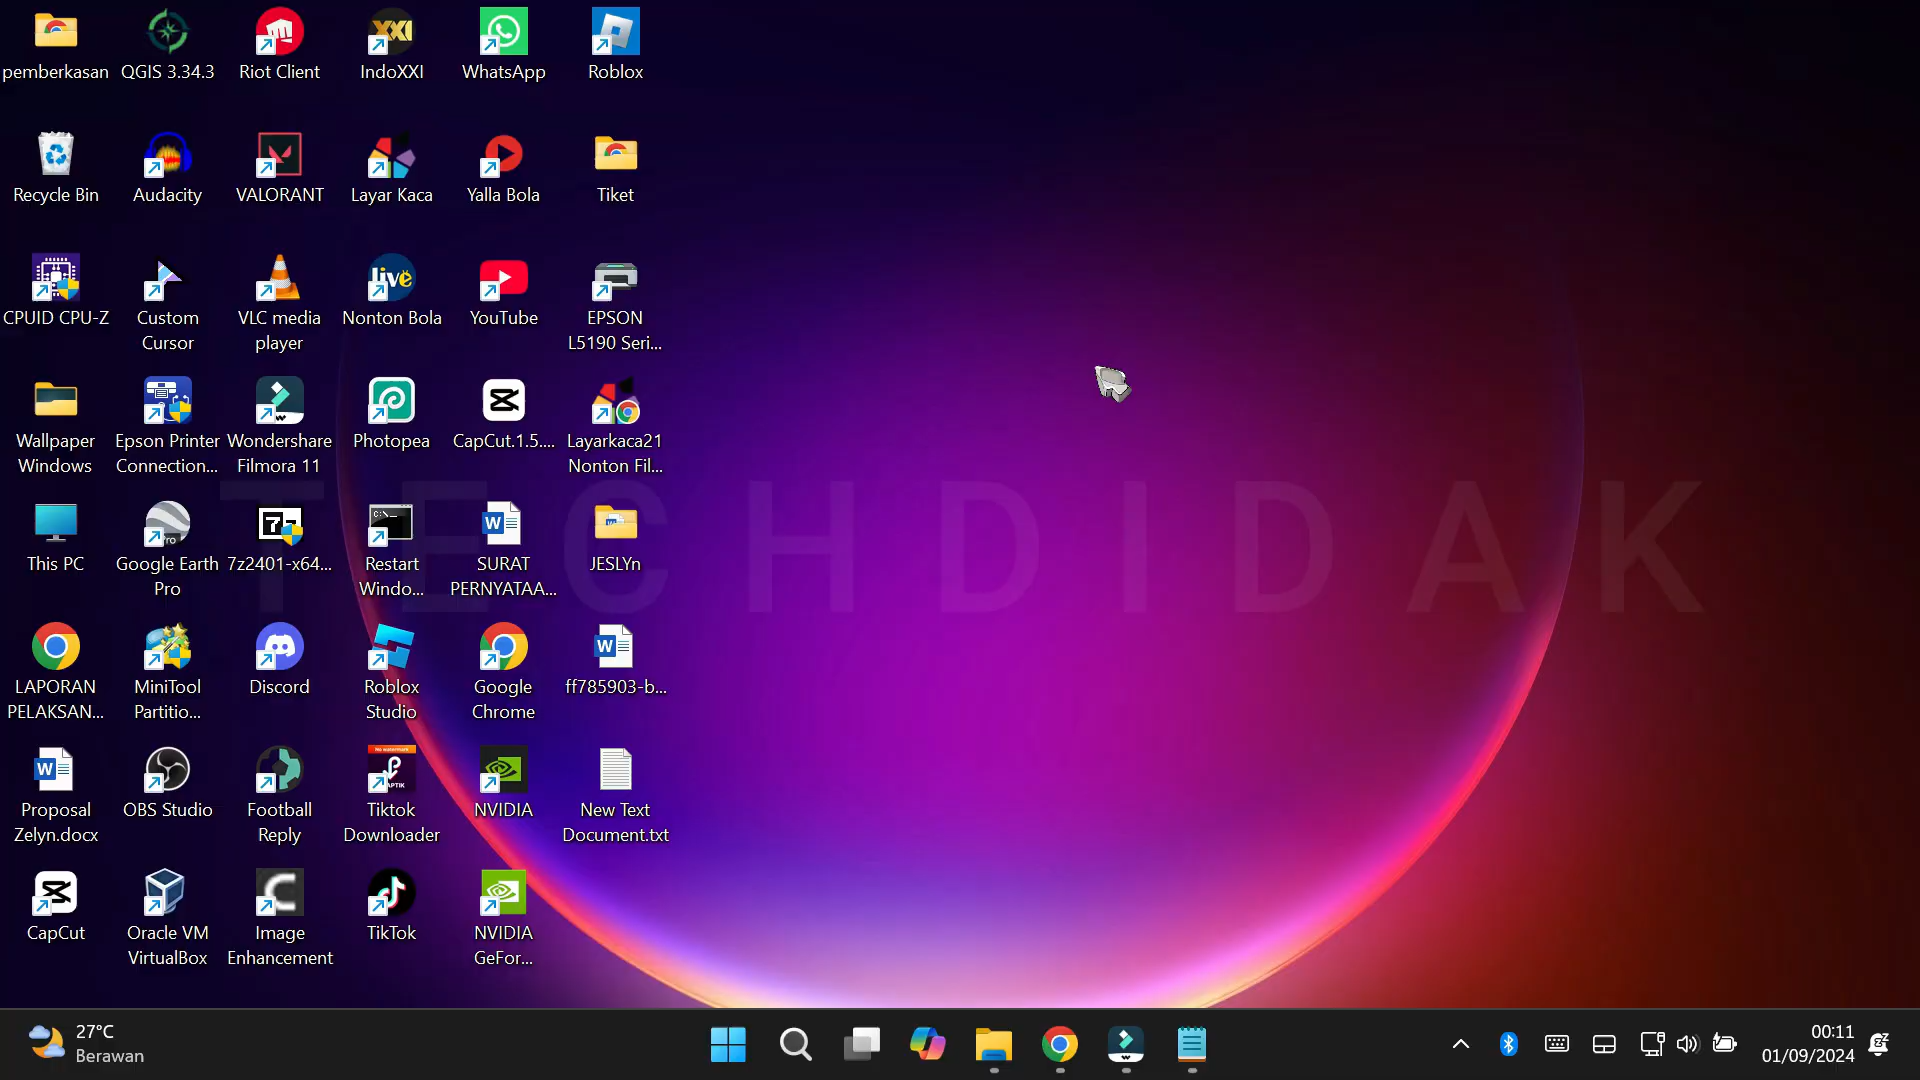 pemberkasan
QGIS 3.34.3
Riot Client
IndoXXI
WhatsApp
Roblox
Recycle Bin
Audacity
VALORANT
Layar Kaca
Yalla Bola
Tiket
CPUID CPU-Z
Custom
Cursor
VLC media
player
Nonton Bola
YouTube
EPSON
L5190 Seri...
Wallpaper
Windows
Epson Printer
Connection...
Wondershare
Filmora 11
Photopea
CapCut.1.5....
Layarkaca21
Nonton Fil...
This PC
Google Earth
Pro
7z2401-x64...
Restart
Windo...
SURAT
PERNYATAA...
JESLYn
TECHDIDAK
LAPORAN
PELAKSAN...
MiniTool
Partitio...
Discord
Roblox
Studio
Google
Chrome
ff785903-b...
Proposal
Zelyn.docx
OBS Studio
Football
Reply
Tiktok
Downloader
NVIDIA
New Text
Document.txt
CapCut
Oracle VM
VirtualBox
Image
Enhancement
TikTok
NVIDIA
GeFor...
27°C
Berawan
00:11
01/09/2024